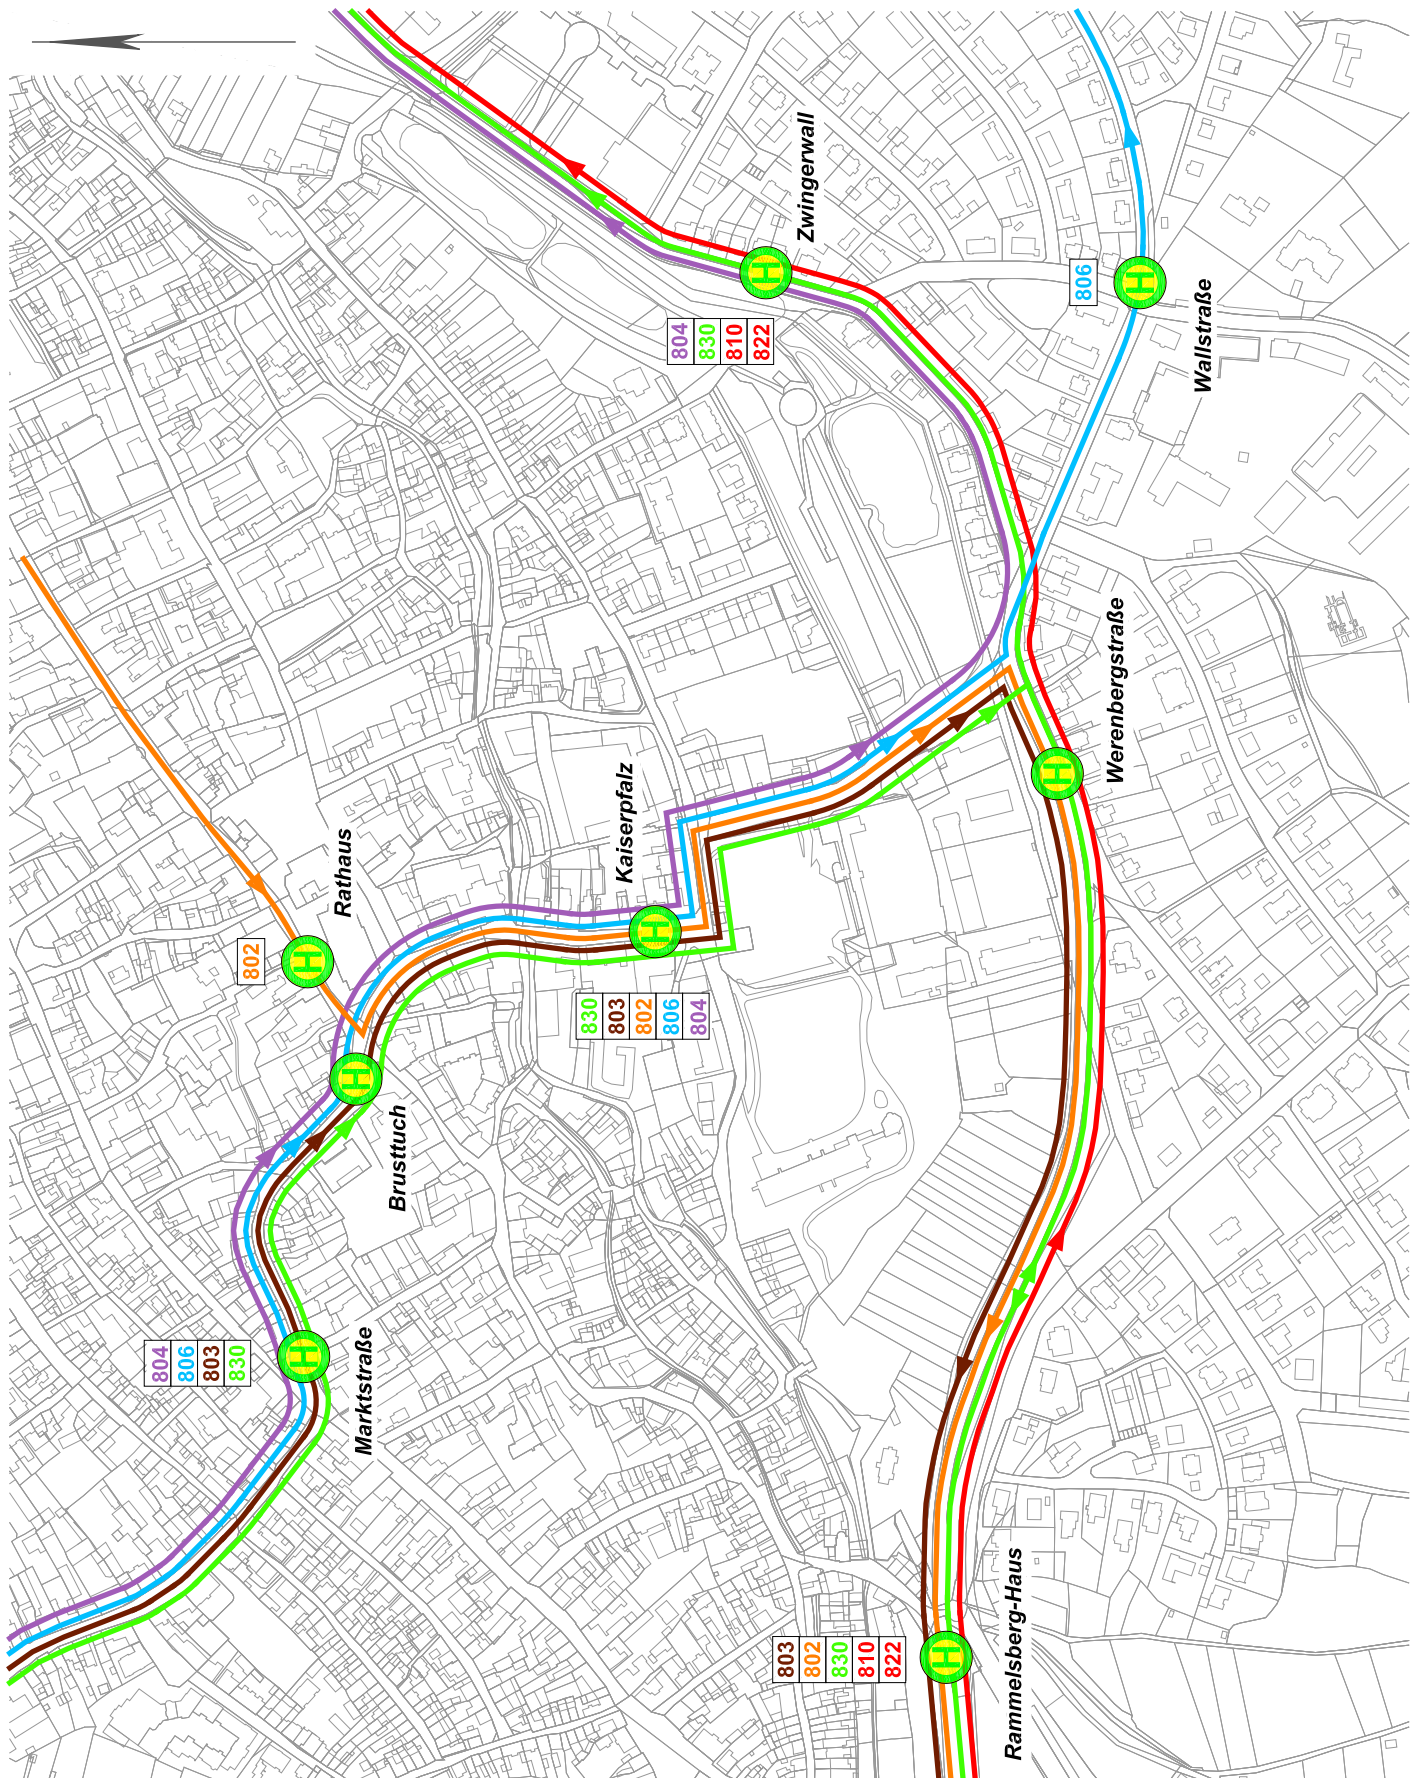 804
806
803
830
Marktstraße
H
Brusttuch
H
802
Rathaus
H
830
803
802
806
804
Kaiserpfalz
H
804
830
810
822
Zwingerwall
H
806
Wallstraße
H
Werenbergstraße
H
803
802
830
810
822
Rammelsberg-Haus
H